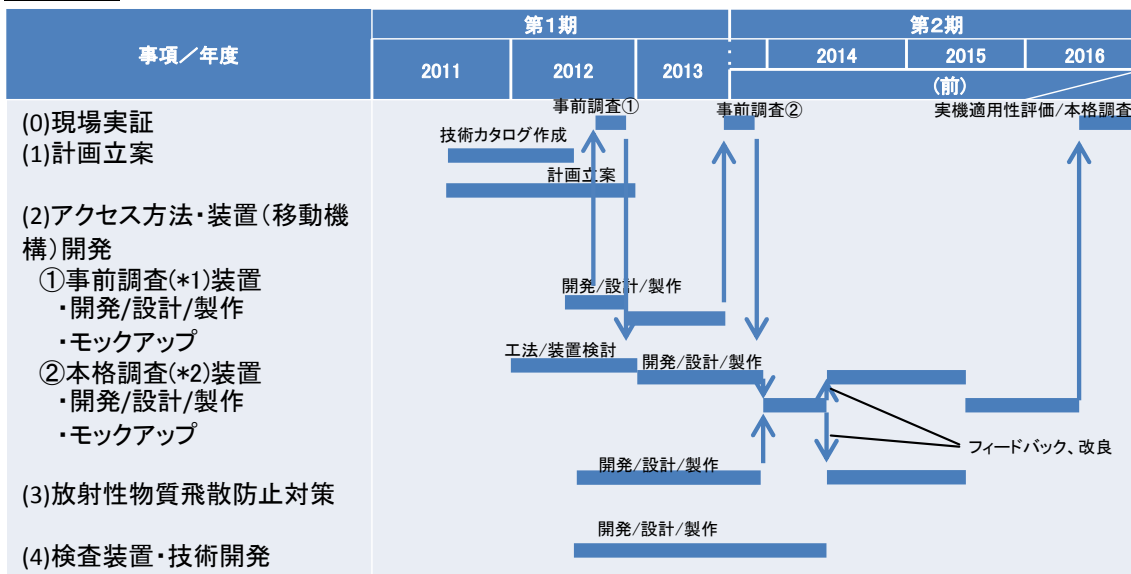 事項／年度
第１期
第２期
2011
2012
2013
2014
2015
2016
(前)
(0)現場実証
事前調査①
事前調査②
実機適用性評価/本格調査
(1)計画立案
技術カタログ作成
計画立案
(2)アクセス方法・装置（移動機
構）開発
①事前調査(*1)装置
・開発/設計/製作
・モックアップ
開発/設計/製作
②本格調査(*2)装置
・開発/設計/製作
・モックアップ
工法/装置検討
開発/設計/製作
フィードバック、改良
(3)放射性物質飛散防止対策
開発/設計/製作
(4)検査装置・技術開発
開発/設計/製作